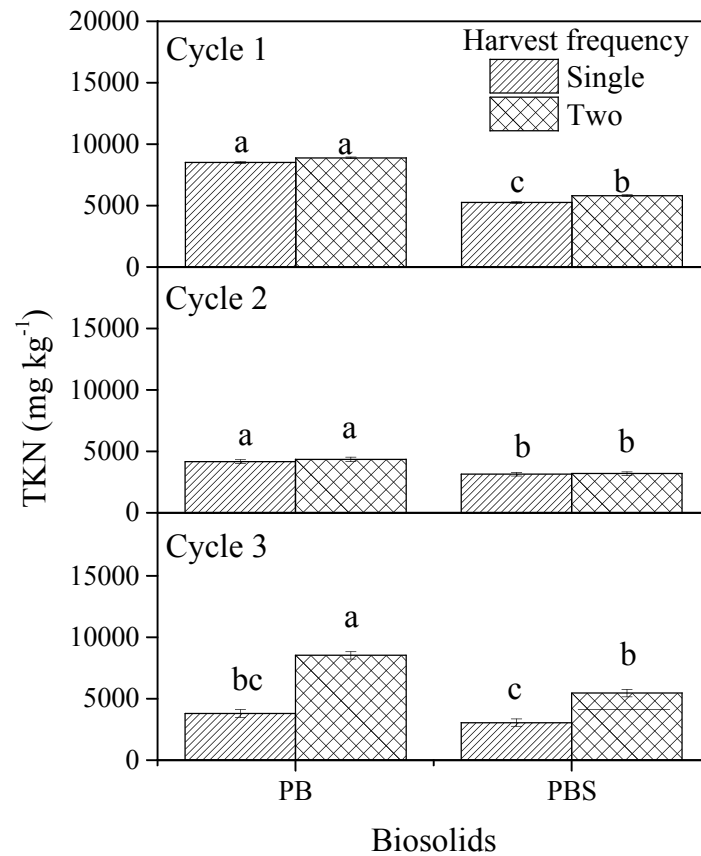 20000
Cycle 1
Harvest frequency
Single
Two
15000
10000
a
a
c
b
5000
0
Cycle 2
15000
10000
a
a
b
b
5000
0
TKN (mg kg⁻¹)
Cycle 3
15000
10000
a
bc
b
c
5000
0
PB
PBS
Biosolids